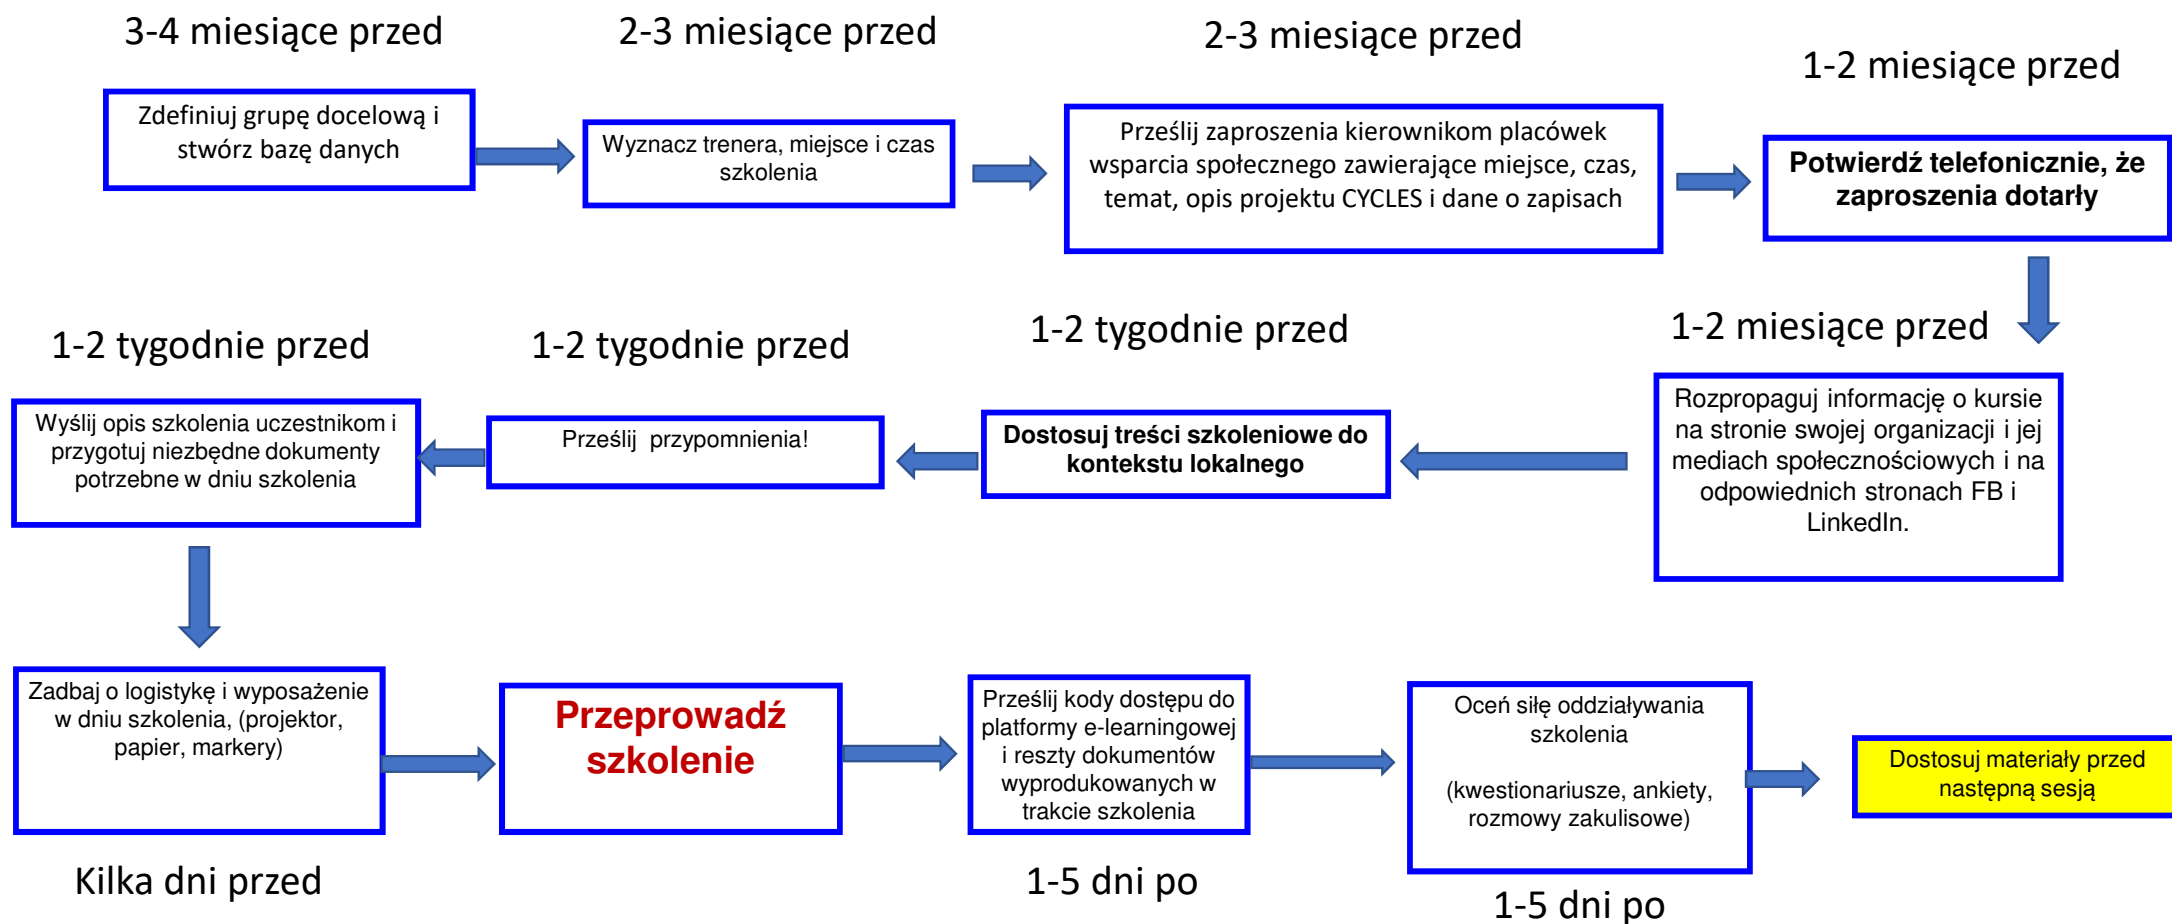 3-4 miesiące przed
Zdefiniuj grupę docelową i
stwórz bazę danych
2-3 miesiące przed
Wyznacz trenera, miejsce i czas
szkolenia
2-3 miesiące przed
Prześlij zaproszenia kierownikom placówek
wsparcia społecznego zawierające miejsce, czas,
temat, opis projektu CYCLES i dane o zapisach
1-2 miesiące przed
Potwierdź telefonicznie, że
zaproszenia dotarły
1-2 miesiące przed
Rozpropaguj informację o kursie
na stronie swojej organizacji i jej
mediach społecznościowych i na
odpowiednich stronach FB i
LinkedIn.
1-2 tygodnie przed
Dostosuj treści szkoleniowe do
kontekstu lokalnego
1-2 tygodnie przed
Prześlij  przypomnienia!
1-2 tygodnie przed
Wyślij opis szkolenia uczestnikom i
przygotuj niezbędne dokumenty
potrzebne w dniu szkolenia
Zadbaj o logistykę i wyposażenie
w dniu szkolenia, (projektor,
papier, markery)
Kilka dni przed
Przeprowadź
szkolenie
Prześlij kody dostępu do
platformy e-learningowej
i reszty dokumentów
wyprodukowanych w
trakcie szkolenia
1-5 dni po
Oceń siłę oddziaływania
szkolenia
(kwestionariusze, ankiety,
rozmowy zakulisowe)
1-5 dni po
Dostosuj materiały przed
następną sesją